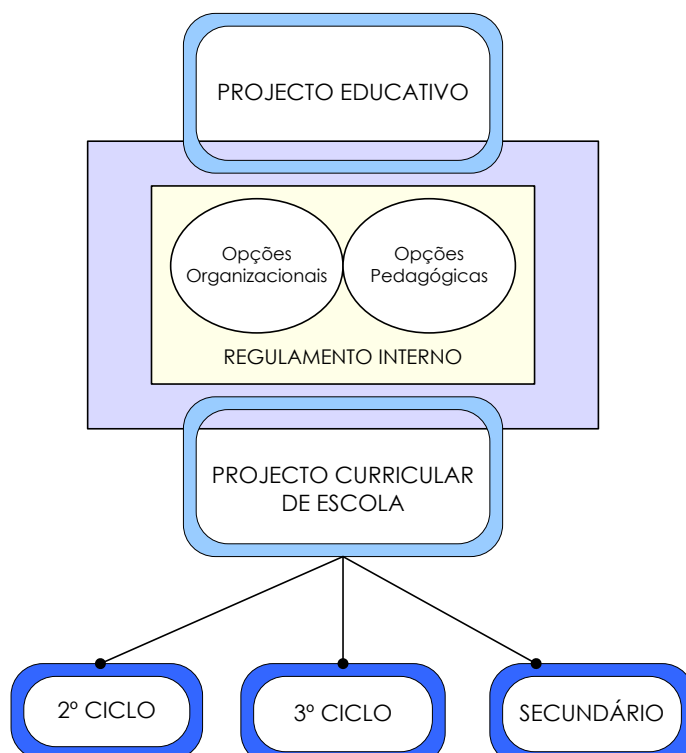 PROJECTO EDUCATIVO
Opções
Organizacionais
Opções
Pedagógicas
REGULAMENTO INTERNO
PROJECTO CURRICULAR
DE ESCOLA
2º CICLO
3º CICLO
SECUNDÁRIO